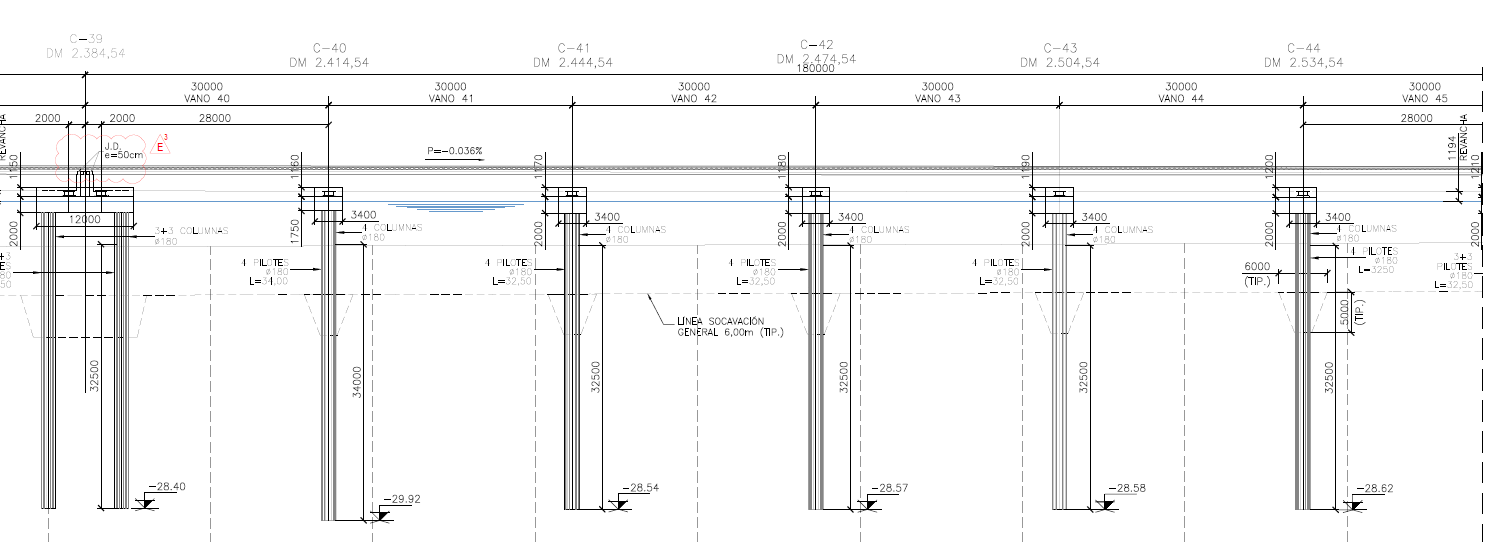 C-39
DM 2.384,54
C-40
DM 2.414,54
C-41
DM 2.444,54
C-42
DM 2.474,54
C-43
DM 2.504,54
C-44
DM 2.534,54
180000
30000
VANO 40
30000
VANO 41
30000
VANO 42
30000
VANO 43
30000
VANO 44
30000
VANO 45
REVANCHA
2000
2000
28000
28000
J.D.
e=50cm
3
E
P=-0.036%
1194
REVANCHA
1150
1160
1170
1180
1190
1200
1210
12000
3400
3400
3400
3400
3400
2000
1750
2000
2000
2000
2000
2000
3+3 COLUMNAS
ø180
4 COLUMNAS
ø180
4 COLUMNAS
ø180
4 COLUMNAS
ø180
4 COLUMNAS
ø180
4 COLUMNAS
ø180
4 PILOTES
ø180
L=34,00
4 PILOTES
ø180
L=32,50
4 PILOTES
ø180
L=32,50
4 PILOTES
ø180
L=32,50
4 PILOTES
ø180
L=3250
3+3
PILOTES
ø180
L=32,50
6000
(TIP.)
5000
(TIP.)
LÍNEA SOCAVACIÓN
GENERAL 6,00m (TIP.)
32500
34000
32500
32500
32500
32500
-28.40
-29.92
-28.54
-28.57
-28.58
-28.62